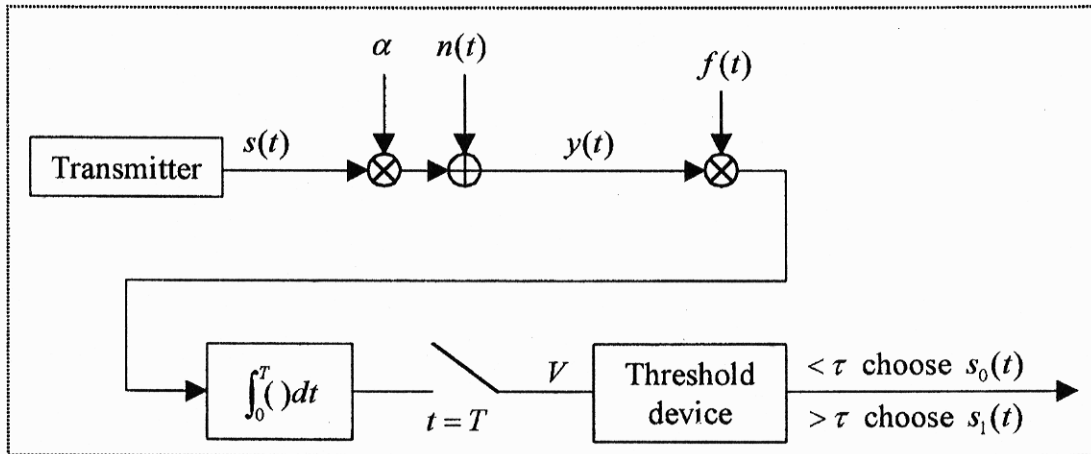 α
n(t)
f(t)
Transmitter
s(t)
y(t)
∫₀ᵀ( )dt
t = T
V
Threshold
device
< τ choose s₀(t)
> τ choose s₁(t)